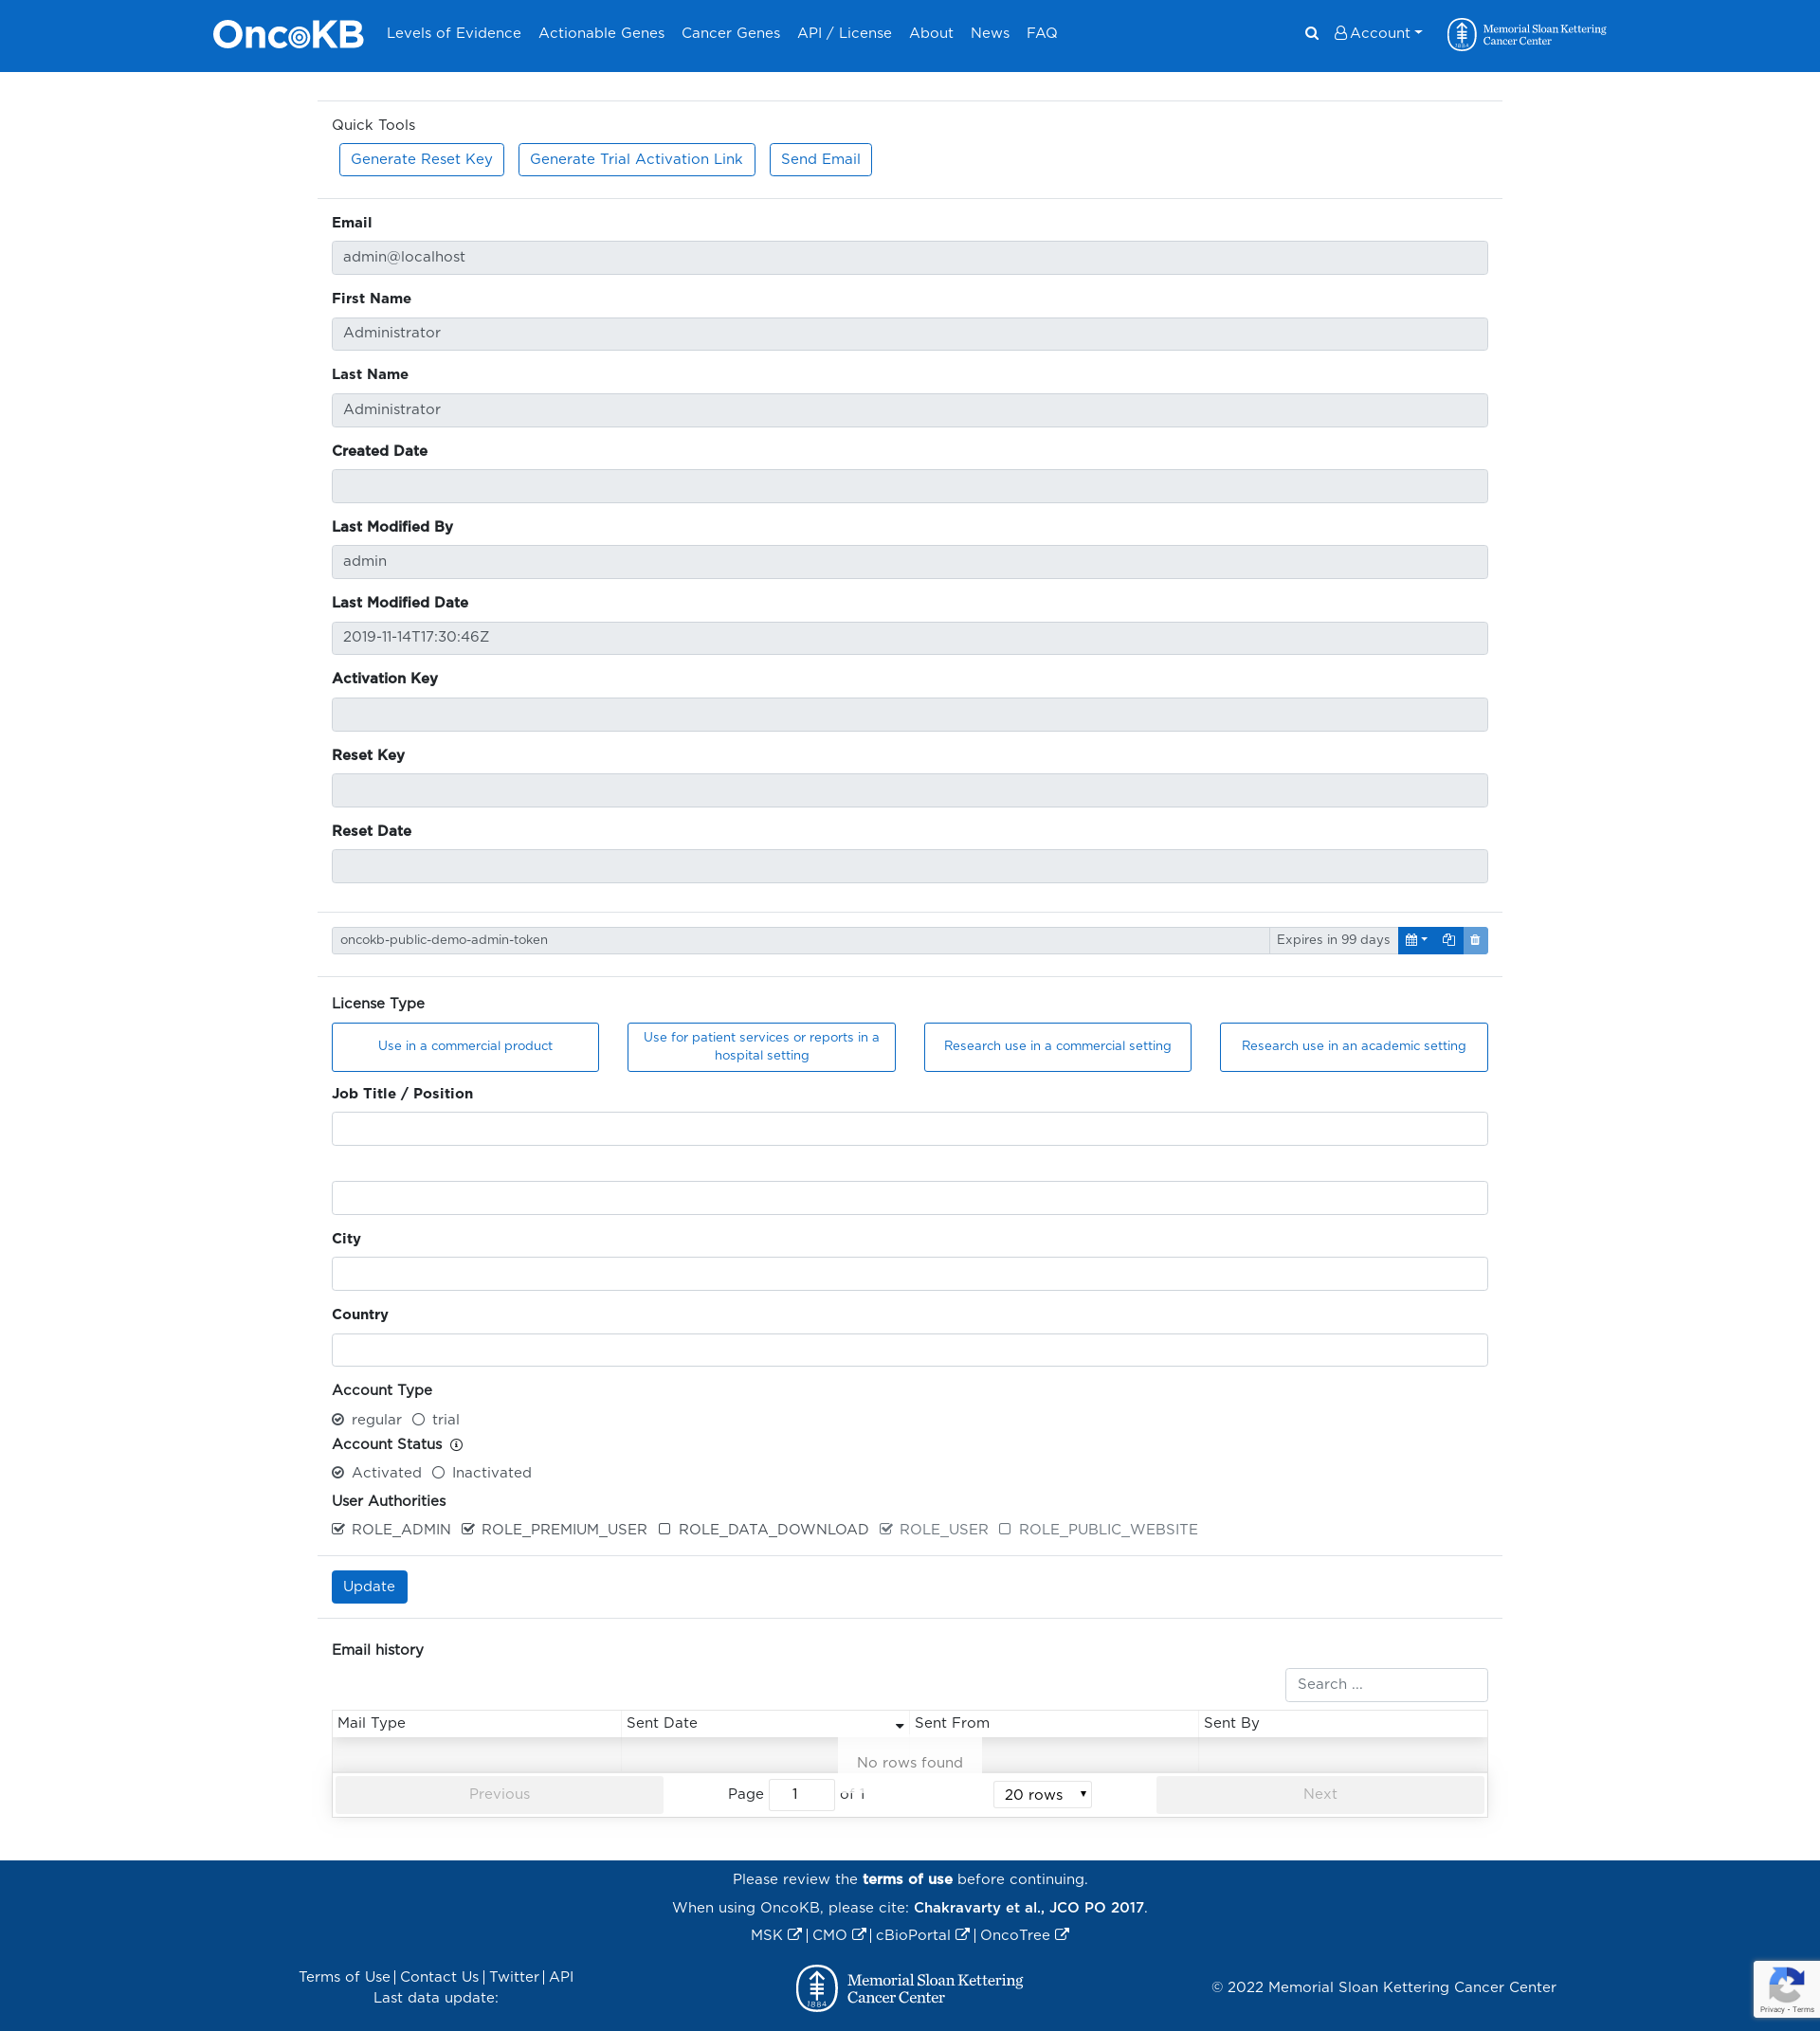 OncoKB Levels of Evidence Actionable Genes Cancer Genes API / License About News FAQ Account Memorial Sloan Kettering
Cancer Center
1884
Quick Tools
Generate Reset Key Generate Trial Activation Link Send Email
Email
admin@localhost
First Name
Administrator
Last Name
Administrator
Created Date
Last Modified By
admin
Last Modified Date
2019-11-14T17:30:46Z
Activation Key
Reset Key
Reset Date
oncokb-public-demo-admin-token Expires in 99 days
License Type
Use in a commercial product
Use for patient services or reports in a
hospital setting
Research use in a commercial setting
Research use in an academic setting
Job Title / Position
City
Country
Account Type
regular trial
Account Status
Activated Inactivated
User Authorities
ROLE_ADMIN ROLE_PREMIUM_USER ROLE_DATA_DOWNLOAD ROLE_USER ROLE_PUBLIC_WEBSITE
Update
Email history
Search ...
Mail Type Sent Date Sent From Sent By
No rows found
Previous Page 1 of 1 20 rows Next
Please review the terms of use before continuing.
When using OncoKB, please cite: Chakravarty et al., JCO PO 2017.
MSK | CMO | cBioPortal | OncoTree
Terms of Use | Contact Us | Twitter | API
Last data update:
1884
Memorial Sloan Kettering
Cancer Center
© 2022 Memorial Sloan Kettering Cancer Center
Privacy - Terms